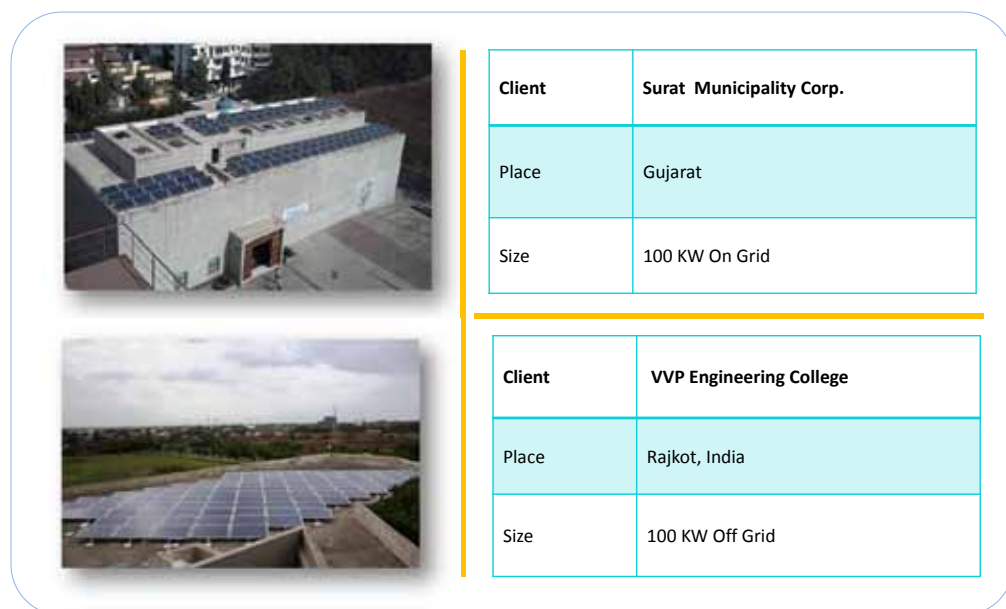 Client Surat Municipality Corp.
Place Gujarat
Size 100 KW On Grid
Client VVP Engineering College
Place Rajkot, India
Size 100 KW Off Grid